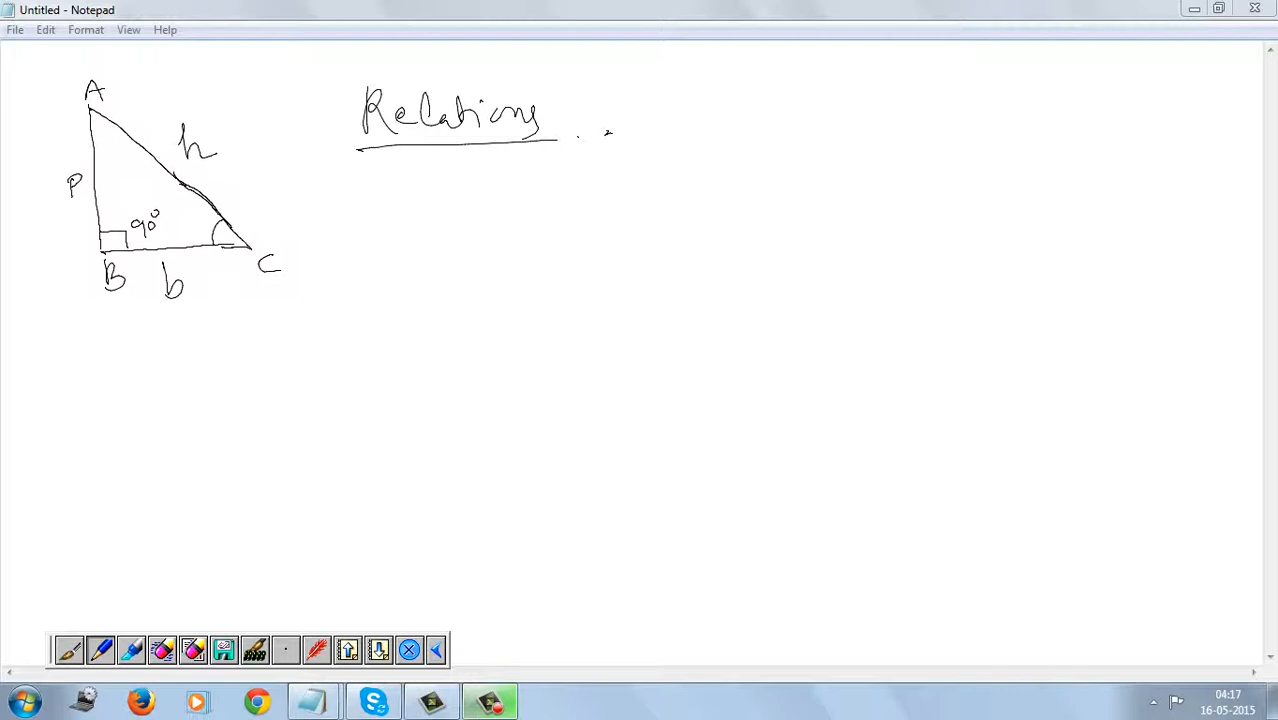 Untitled - Notepad
File Edit Format View Help
A
Relations
h
P
90°
B
b
C
04:17
16-05-2015